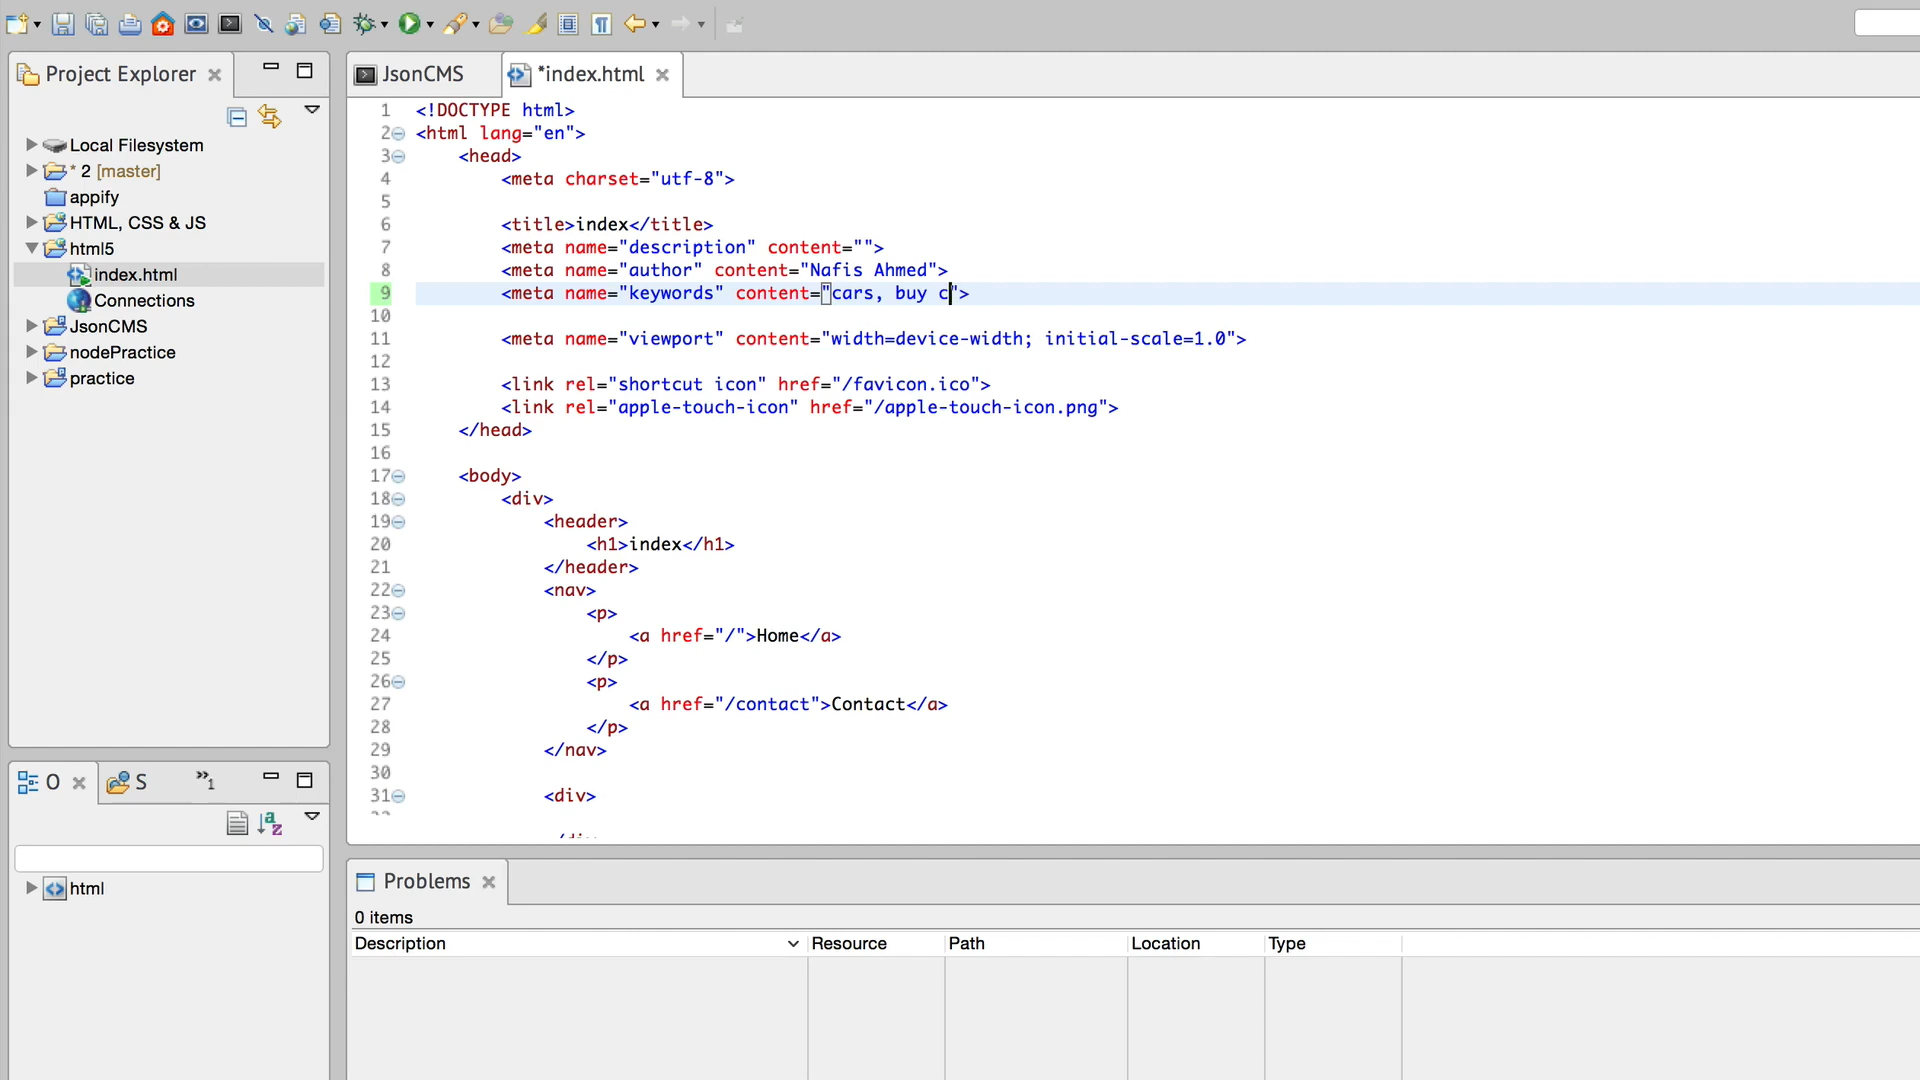 Project Explorer
Local Filesystem
* 2 [master]
appify
HTML, CSS & JS
html5
index.html
Connections
JsonCMS
nodePractice
practice
O
S
»1
html
JsonCMS
*index.html
1 <!DOCTYPE html>
2 <html lang="en">
3 <head>
4 <meta charset="utf-8">
5
6 <title>index</title>
7 <meta name="description" content="">
8 <meta name="author" content="Nafis Ahmed">
9 <meta name="keywords" content="cars, buy c">
10
11 <meta name="viewport" content="width=device-width; initial-scale=1.0">
12
13 <link rel="shortcut icon" href="/favicon.ico">
14 <link rel="apple-touch-icon" href="/apple-touch-icon.png">
15 </head>
16
17 <body>
18 <div>
19 <header>
20 <h1>index</h1>
21 </header>
22 <nav>
23 <p>
24 <a href="/">Home</a>
25 </p>
26 <p>
27 <a href="/contact">Contact</a>
28 </p>
29 </nav>
30
31 <div>
Problems
0 items
Description Resource Path Location Type